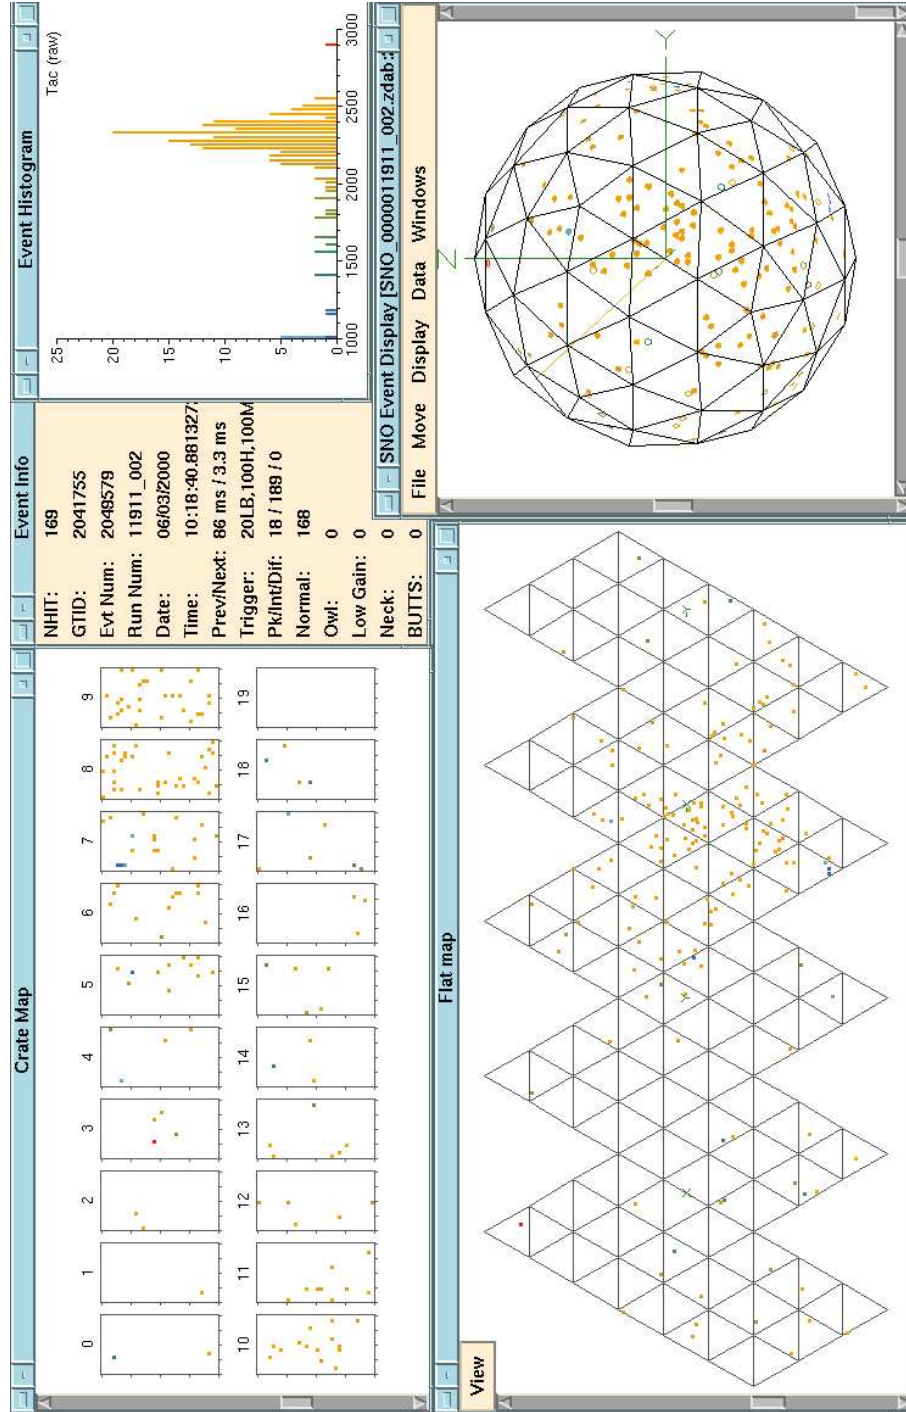 Crate Map
0 1 2 3 4 5 6 7 8 9
10 11 12 13 14 15 16 17 18 19
Event Info
NHIT: 169
GTID: 2041755
Evt Num: 2049579
Run Num: 11911_002
Date: 06/03/2000
Time: 10:18:40.8813273
Prev/Next: 86 ms / 3.3 ms
Trigger: 20LB,100H,100M
Pk/Int/Dif: 18 / 189 / 0
Normal: 168
Owl: 0
Low Gain: 0
Neck: 0
BUTTS: 0
Event Histogram
Tac (raw)
25
20
15
10
5
0
1000 1500 2000 2500 3000
Flat map
View
X Y X Y
SNO Event Display [SNO_0000011911_002.zdab:
File Move Display Data Windows
Z
Y